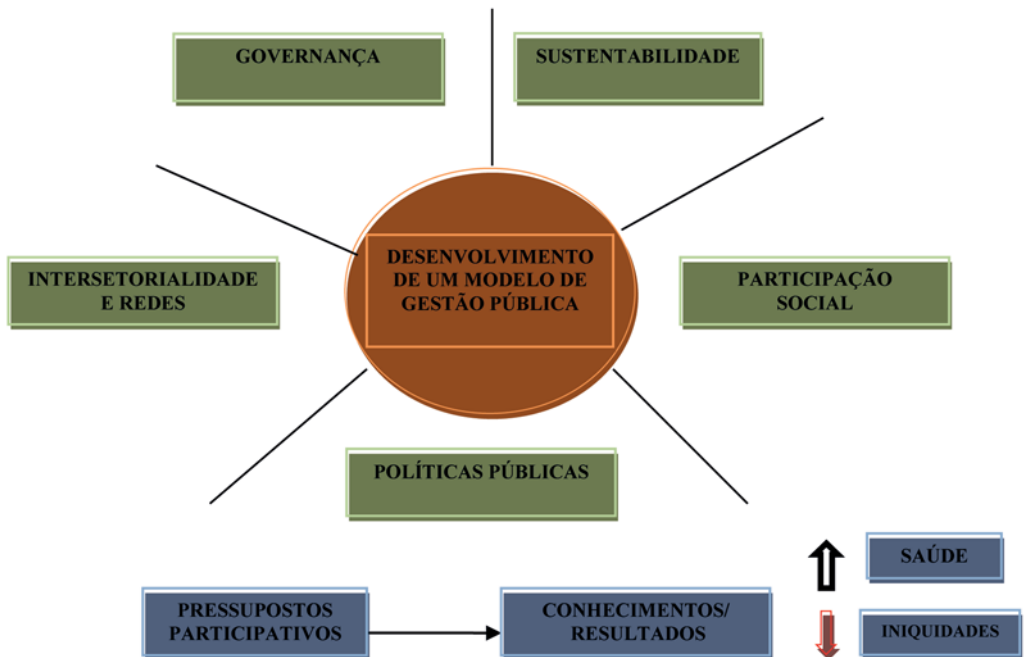 GOVERNANÇA
SUSTENTABILIDADE
DESENVOLVIMENTO
DE UM MODELO DE
GESTÃO PÚBLICA
INTERSETORIALIDADE
E REDES
PARTICIPAÇÃO
SOCIAL
POLÍTICAS PÚBLICAS
SAÚDE
PRESSUPOSTOS
PARTICIPATIVOS
CONHECIMENTOS/
RESULTADOS
INIQUIDADES